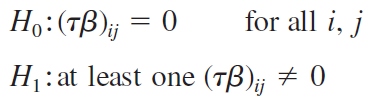 H₀: (τβ)ᵢⱼ = 0 for all i, j
H₁: at least one (τβ)ᵢⱼ ≠ 0